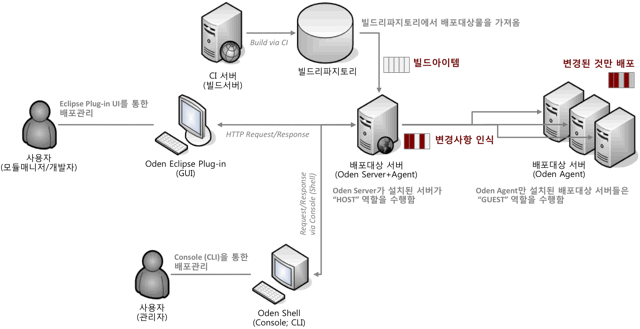 빌드리파지토리에서 배포대상물을 가져옴
Build via CI
CI 서버
(빌드서버)
빌드리파지토리
빌드아이템
변경된 것만 배포
Eclipse Plug-in UI를 통한
배포관리
HTTP Request/Response
변경사항 인식
사용자
(모듈매니저/개발자)
Oden Eclipse Plug-in
(GUI)
배포대상 서버
(Oden Server+Agent)
배포대상 서버
(Oden Agent)
Oden Server가 설치된 서버가
"HOST" 역할을 수행함
Oden Agent만 설치된 배포대상 서버들은
"GUEST" 역할을 수행함
Request/Response
via Console (Shell)
Console (CLI)을 통한
배포관리
사용자
(관리자)
Oden Shell
(Console; CLI)